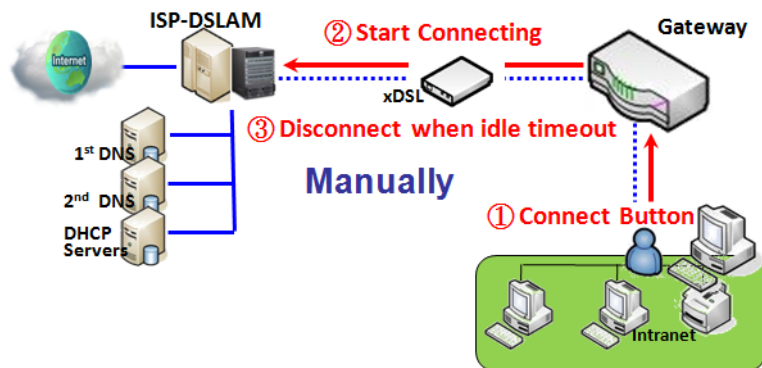 ISP-DSLAM
② Start Connecting
Gateway
Internet
xDSL
③ Disconnect when idle timeout
1st DNS
Manually
2nd DNS
① Connect Button
DHCP
Servers
Intranet